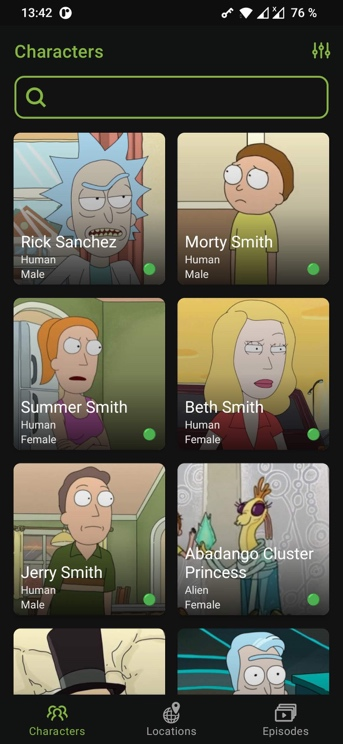 13:42
76 %
Characters
Rick Sanchez
Human
Male
Morty Smith
Human
Male
Summer Smith
Human
Female
Beth Smith
Human
Female
Jerry Smith
Human
Male
Abadango Cluster
Princess
Alien
Female
Characters
Locations
Episodes